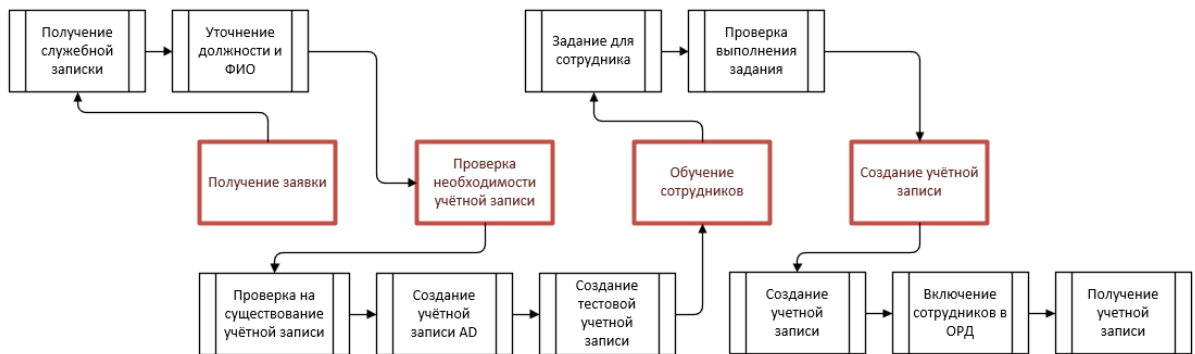 Получение
служебной
записки
Уточнение
должности и
ФИО
Задание для
сотрудника
Проверка
выполнения
задания
Получение заявки
Проверка
необходимости
учётной записи
Обучение
сотрудников
Создание учётной
записи
Проверка на
существование
учётной записи
Создание
учётной
записи AD
Создание
тестовой
учетной
записи
Создание
учетной
записи
Включение
сотрудников в
ОРД
Получение
учетной
записи